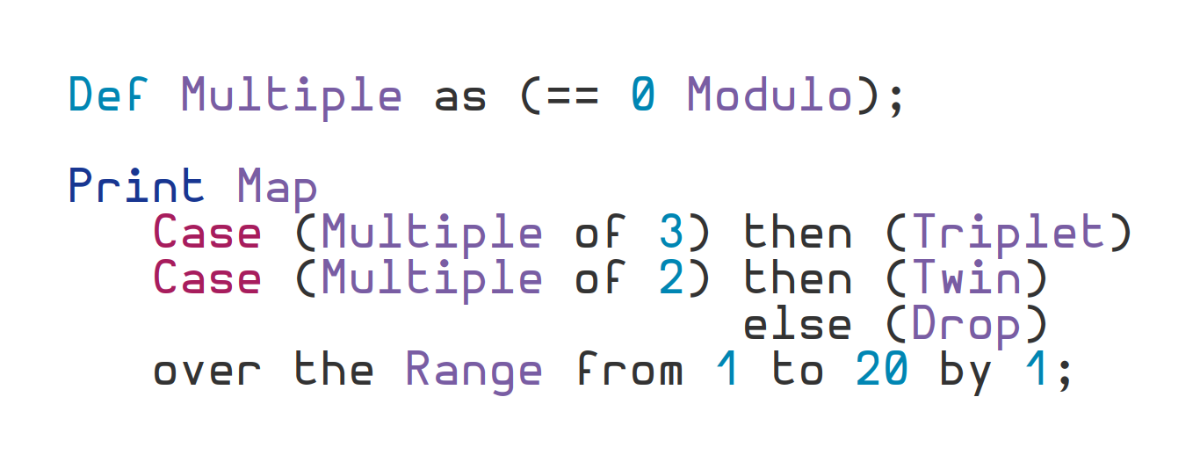 Def Multiple as (== 0 Modulo);
Print Map
Case (Multiple of 3) then (Triplet)
Case (Multiple of 2) then (Twin)
else (Drop)
over the Range from 1 to 20 by 1;